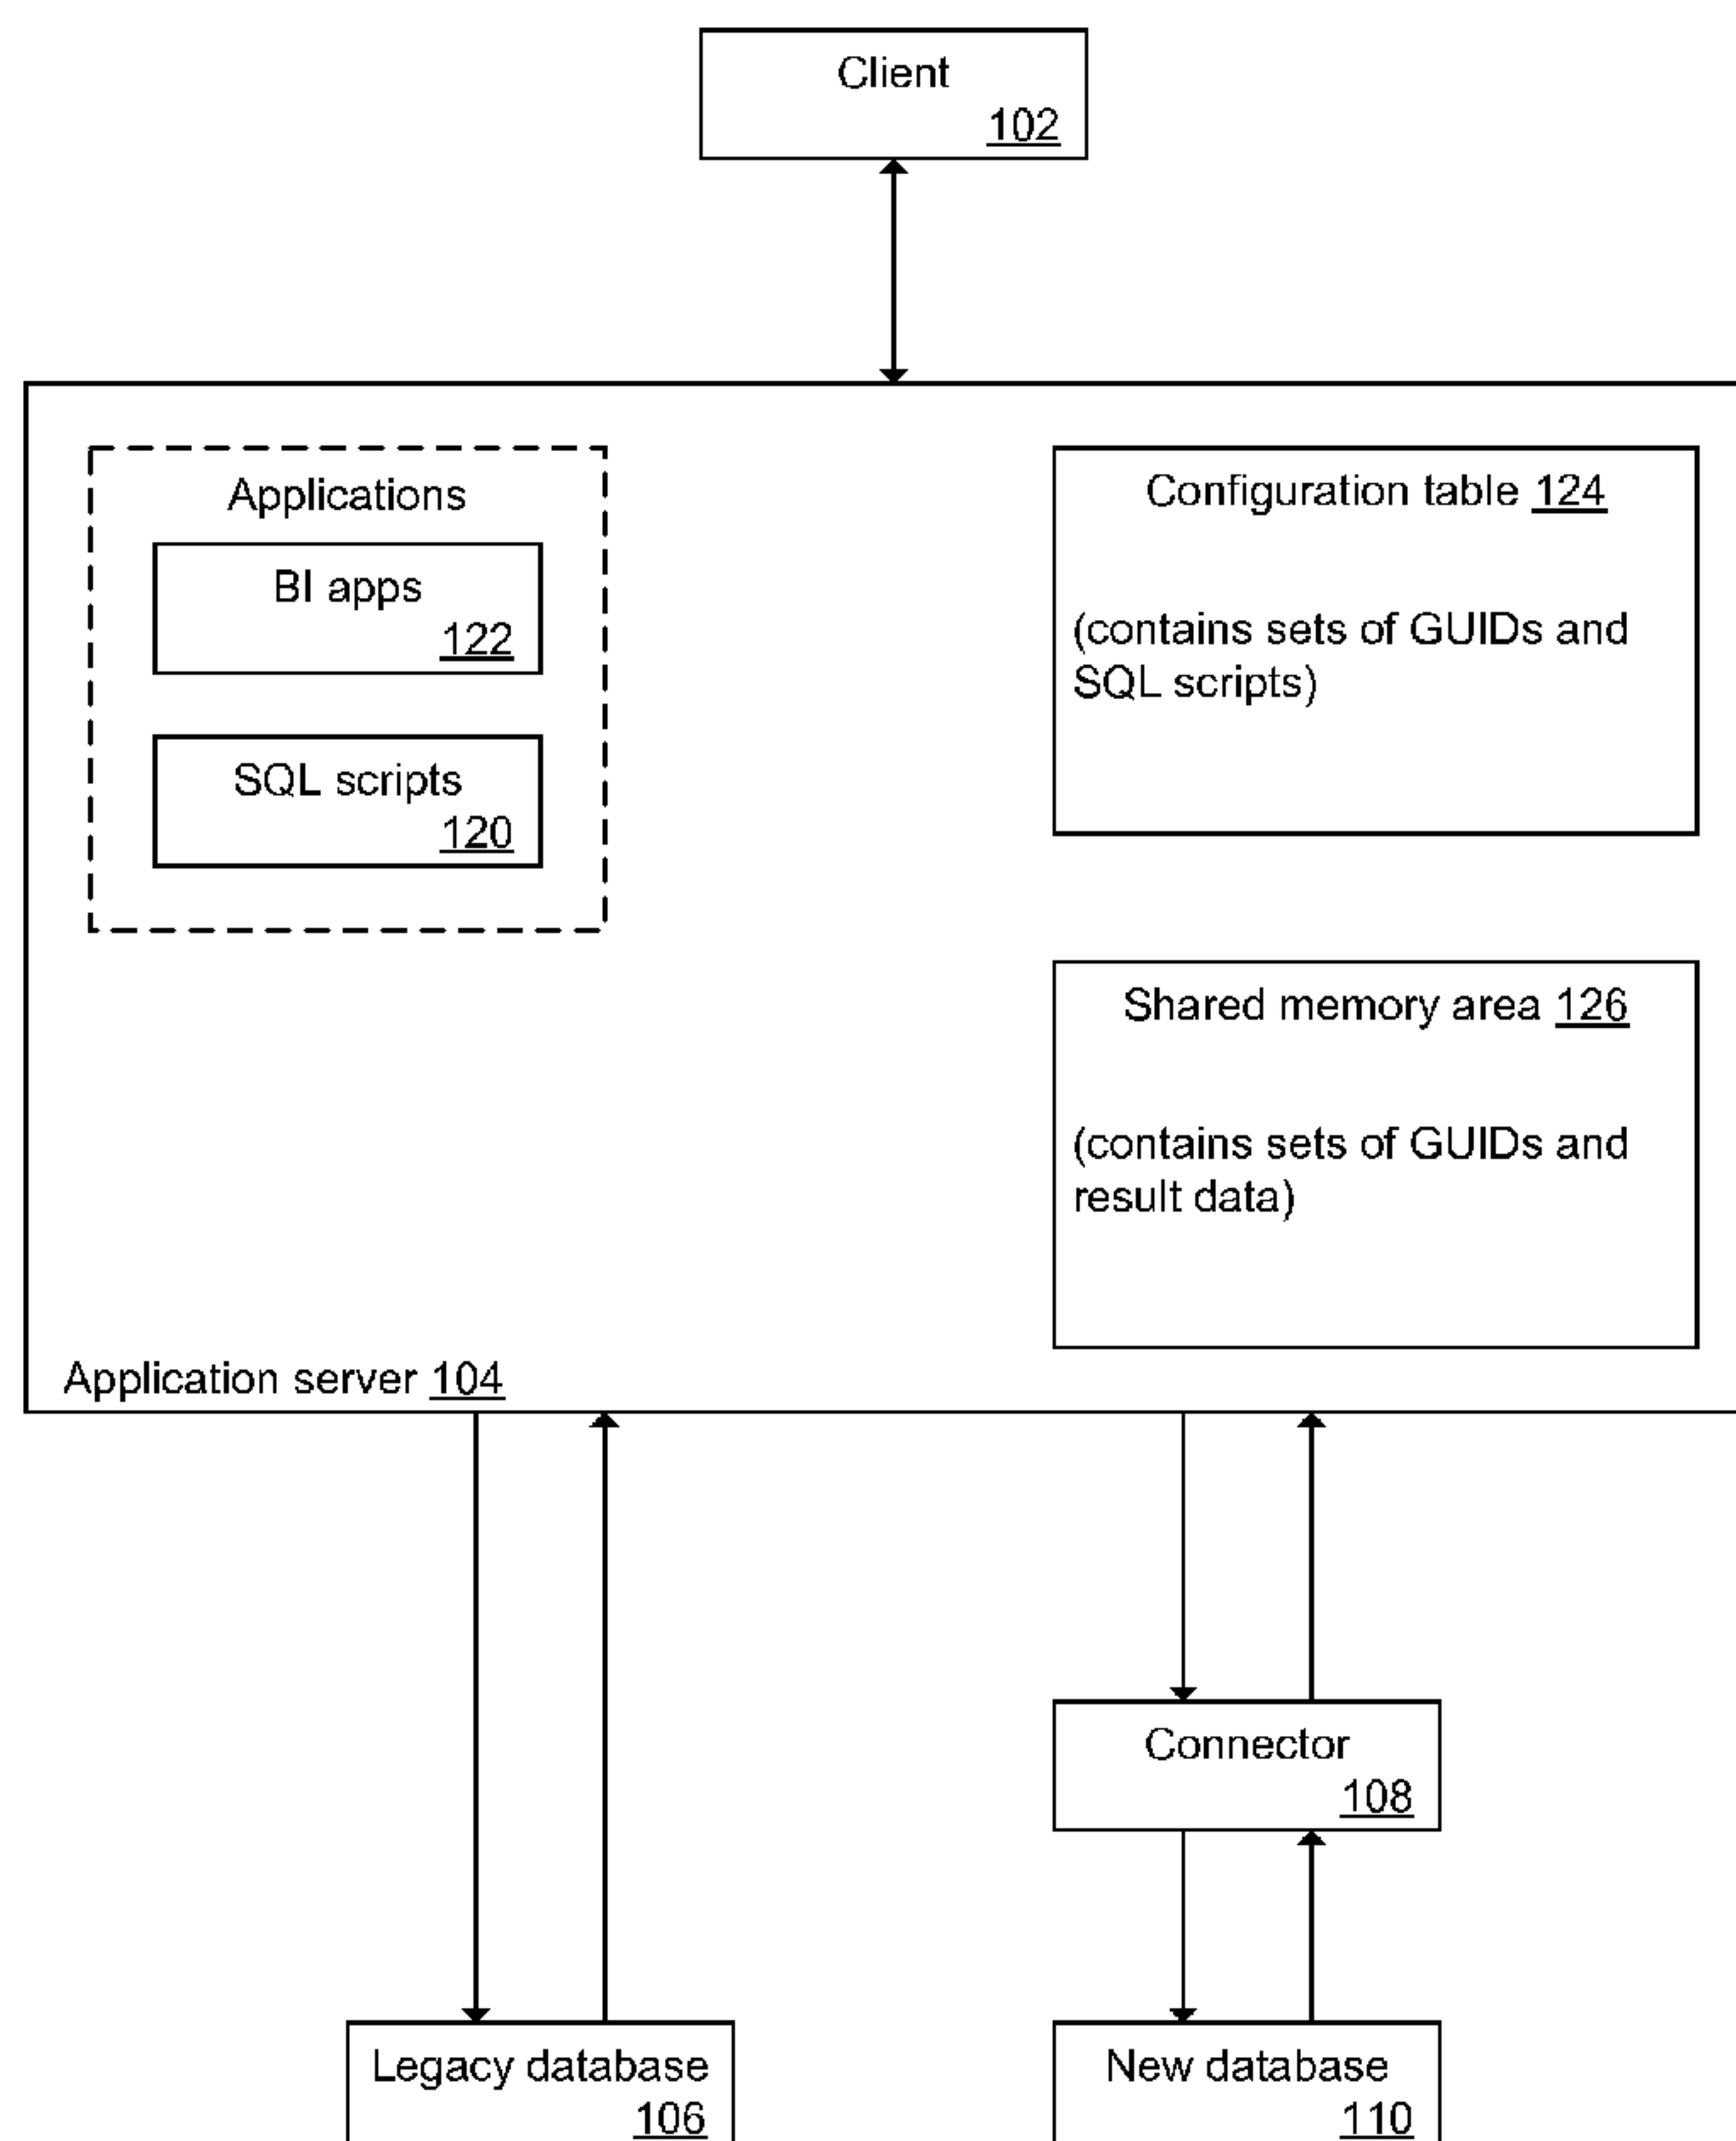 Client
102
Applications
BI apps
122
SQL scripts
120
Configuration table 124
(contains sets of GUIDs and
SQL scripts)
Shared memory area 126
(contains sets of GUIDs and
result data)
Application server 104
Connector
108
Legacy database
106
New database
110